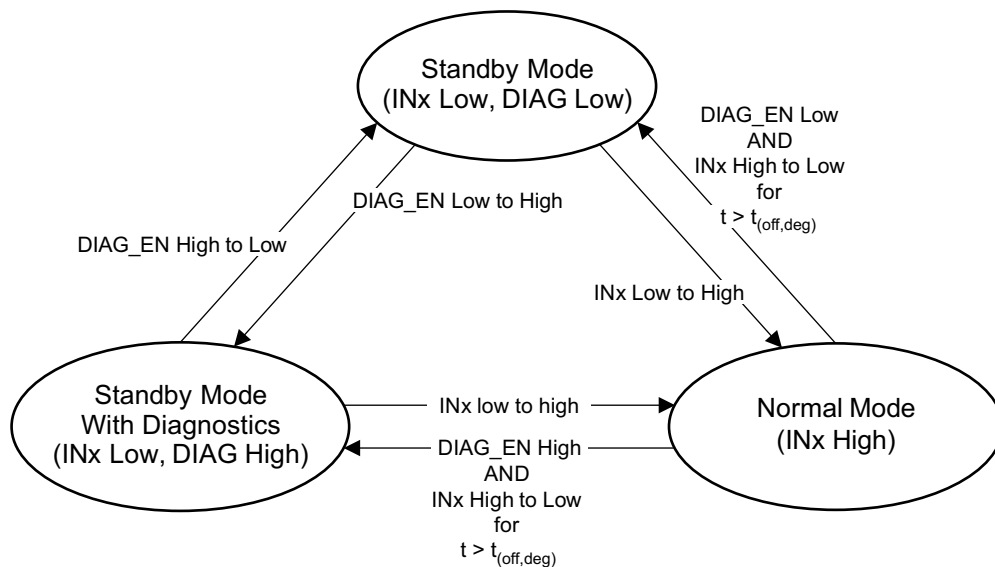 Standby Mode
(INx Low, DIAG Low)
DIAG_EN Low
AND
INx High to Low
for
t > t(off,deg)
DIAG_EN Low to High
DIAG_EN High to Low
INx Low to High
Standby Mode
With Diagnostics
(INx Low, DIAG High)
INx low to high
DIAG_EN High
AND
INx High to Low
for
t > t(off,deg)
Normal Mode
(INx High)